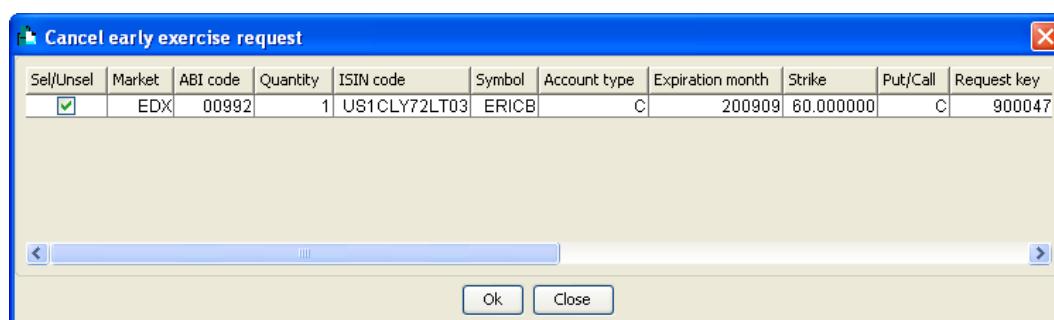 Cancel early exercise request
Sel/Unsel Market ABI code Quantity ISIN code Symbol Account type Expiration month Strike Put/Call Request key
EDX 00992 1 US1CLY72LT03 ERICB C 200909 60.000000 C 900047
Ok Close